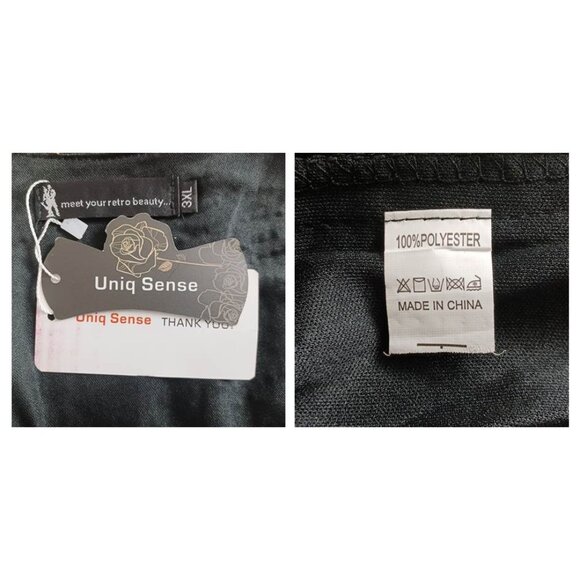 meet your retro beauty...
3XL
Uniq Sense
Uniq Sense THANK YOU!
100%POLYESTER
MADE IN CHINA